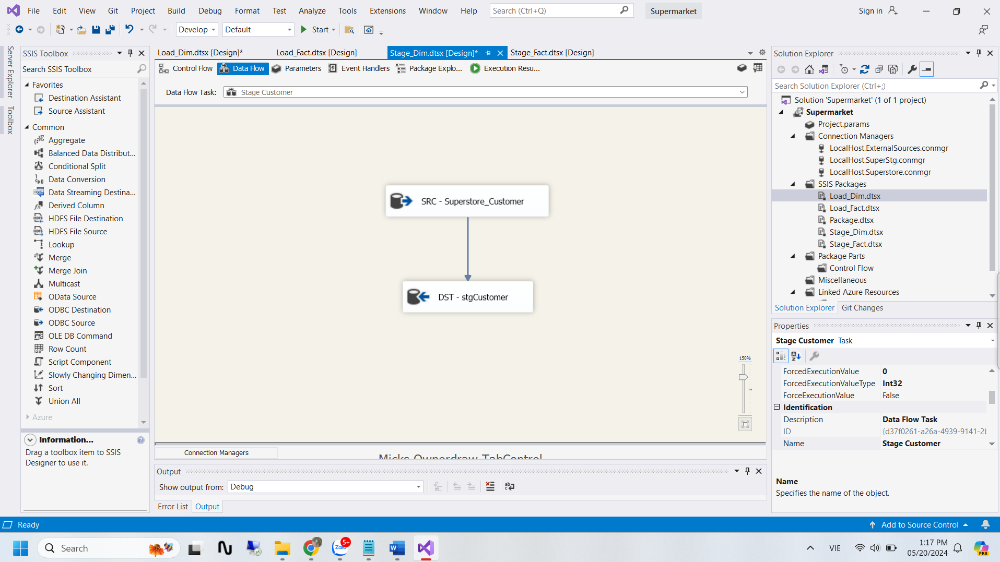 File Edit View Git Project Build Debug Format Test Analyze Tools Extensions Window Help Search (Ctrl+Q) Supermarket Sign in
Develop Default Start
Server Explorer
Toolbox
SSIS Toolbox
Search SSIS Toolbox
Favorites
Destination Assistant
Source Assistant
Common
Aggregate
Balanced Data Distribut...
Conditional Split
Data Conversion
Data Streaming Destina...
Derived Column
HDFS File Destination
HDFS File Source
Lookup
Merge
Merge Join
Multicast
OData Source
ODBC Destination
ODBC Source
OLE DB Command
Row Count
Script Component
Slowly Changing Dimen...
Sort
Union All
Azure
Information...
Drag a toolbox item to SSIS
Designer to use it.
Load_Dim.dtsx [Design]* Load_Fact.dtsx [Design] Stage_Dim.dtsx [Design]* Stage_Fact.dtsx [Design]
Control Flow Data Flow Parameters Event Handlers Package Explo... Execution Resu...
Data Flow Task: Stage Customer
SRC - Superstore_Customer
DST - stgCustomer
150%
Connection Managers
Micks Ownerdraw TabControl
Output
Show output from: Debug
Error List Output
Solution Explorer
Search Solution Explorer (Ctrl+;)
Solution 'Supermarket' (1 of 1 project)
Supermarket
Project.params
Connection Managers
LocalHost.ExternalSources.conmgr
LocalHost.SuperStg.conmgr
LocalHost.Superstore.conmgr
SSIS Packages
Load_Dim.dtsx
Load_Fact.dtsx
Package.dtsx
Stage_Dim.dtsx
Stage_Fact.dtsx
Package Parts
Control Flow
Miscellaneous
Linked Azure Resources
Solution Explorer Git Changes
Properties
Stage Customer Task
ForcedExecutionValue 0
ForcedExecutionValueType Int32
ForceExecutionValue False
Identification
Description Data Flow Task
ID {d37f0261-a26a-4939-9141-2b
Name Stage Customer
Name
Specifies the name of the object.
Ready Add to Source Control
Search Zalo 5+ VIE 1:17 PM
05/20/2024 PRE